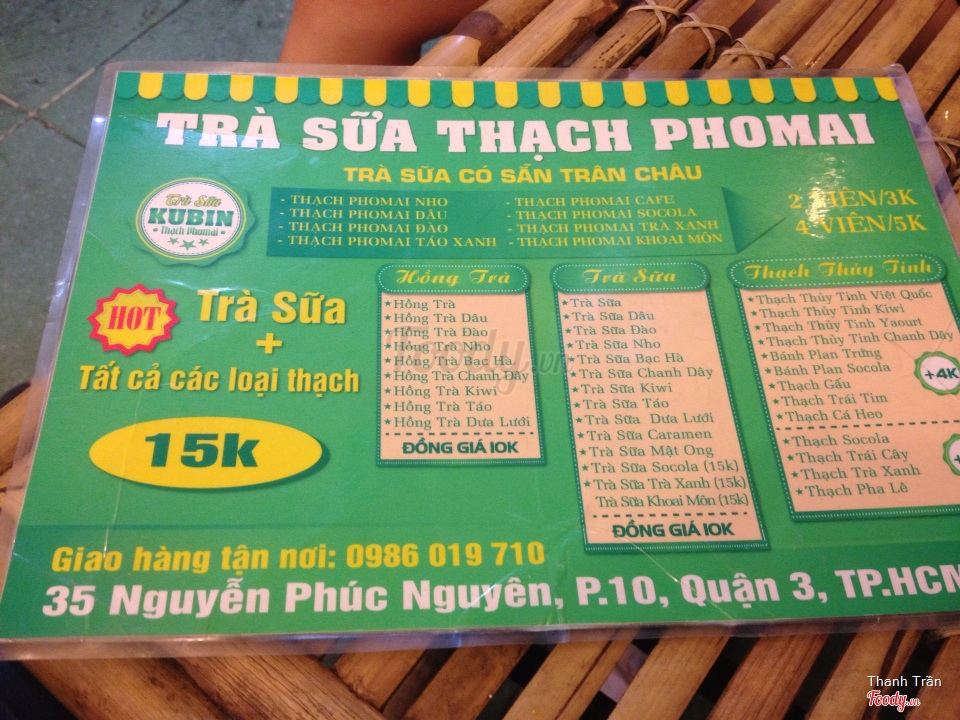 TRÀ SỮA THẠCH PHOMAI
TRÀ SỮA CÓ SẴN TRÂN CHÂU
Trà Sữa
KUBIN
Thạch Phomai
- THẠCH PHOMAI NHO
- THẠCH PHOMAI DÂU
- THẠCH PHOMAI ĐÀO
- THẠCH PHOMAI TÁO XANH
- THẠCH PHOMAI CAFE
- THẠCH PHOMAI SOCOLA
- THẠCH PHOMAI TRÀ XANH
- THẠCH PHOMAI KHOAI MÔN
2 VIÊN/3K
4 VIÊN/5K
HOT
Trà Sữa
+
Tất cả các loại thạch
15k
Hồng Trà
★Hồng Trà
★Hồng Trà Dâu
★Hồng Trà Đào
★Hồng Trà Nho
★Hồng Trà Bạc Hà
★Hồng Trà Chanh Dây
★Hồng Trà Kiwi
★Hồng Trà Táo
★Hồng Trà Dưa Lưới
ĐỒNG GIÁ 10K
Trà Sữa
★Trà Sữa
★Trà Sữa Dâu
★Trà Sữa Đào
★Trà Sữa Nho
★Trà Sữa Bạc Hà
★Trà Sữa Chanh Dây
★Trà Sữa Kiwi
★Trà Sữa Táo
★Trà Sữa Dưa Lưới
★Trà Sữa Caramen
★Trà Sữa Mật Ong
★Trà Sữa Socola (15k)
★Trà Sữa Trà Xanh (15k)
Trà Sữa Khoai Môn (15k)
ĐỒNG GIÁ 10K
Thạch Thủy Tinh
★Thạch Thủy Tinh Việt Quốc
★Thạch Thủy Tinh Kiwi
★Thạch Thủy Tinh Yaourt
★Thạch Thủy Tinh Chanh Dây
★Bánh Plan Trứng
★Bánh Plan Socola
★Thạch Gấu
★Thạch Trái Tim
★Thạch Cá Heo
+4K
★Thạch Socola
★Thạch Trái Cây
★Thạch Trà Xanh
★Thạch Pha Lê
Giao hàng tận nơi: 0986 019 710
35 Nguyễn Phúc Nguyên, P.10, Quận 3, TP.HCM
Foody.vn
Thanh Trần
Foody.vn